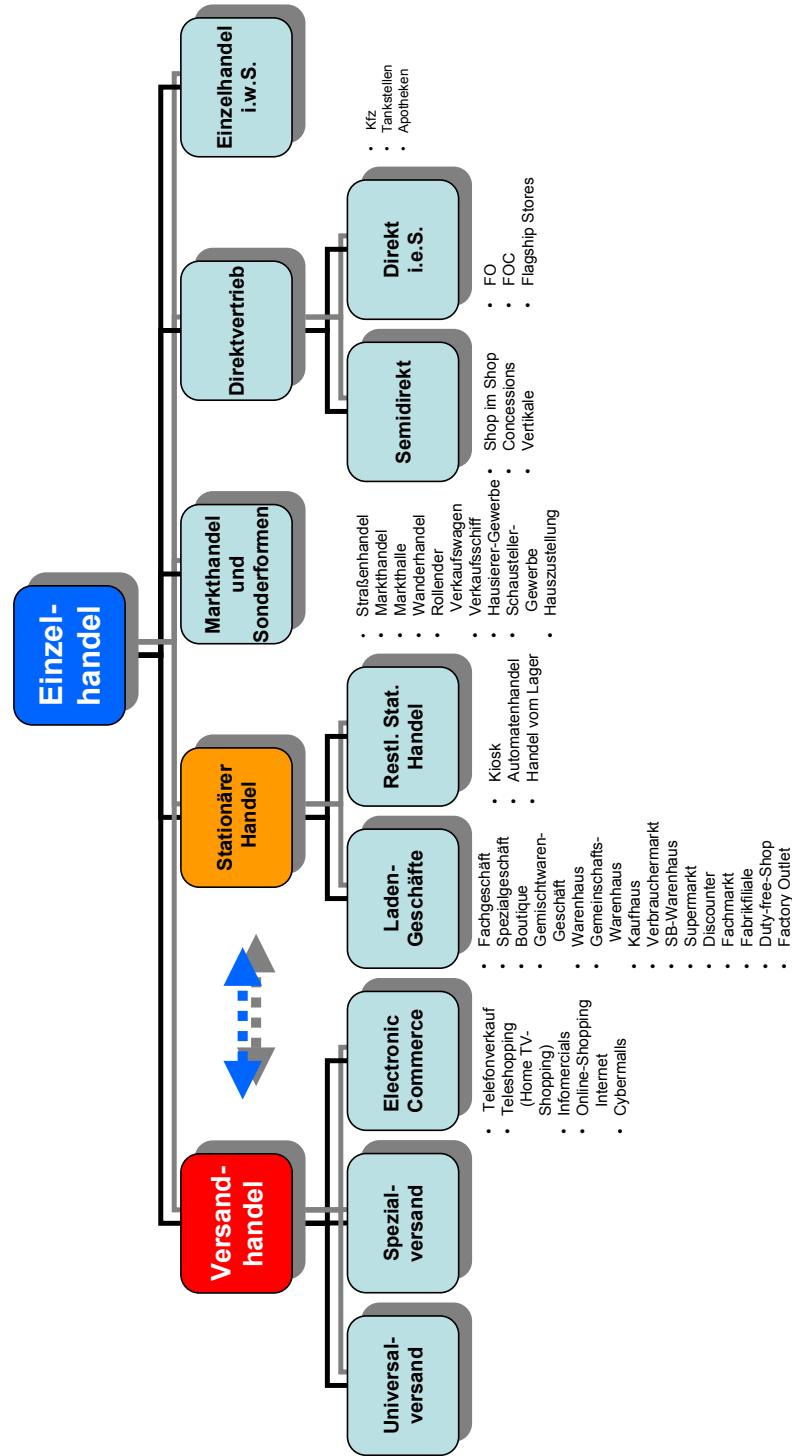 Einzel-
handel
Versand-
handel
Stationärer
Handel
Markthandel
und
Sonderformen
Direktvertrieb
Einzelhandel
i.w.S.
Universal-
versand
Spezial-
versand
Electronic
Commerce
Laden-
Geschäfte
Restl. Stat.
Handel
Semidirekt
Direkt
i.e.S.
• Telefonverkauf
• Teleshopping
(Home TV-
Shopping)
• Infomercials
• Online-Shopping
Internet
• Cybermalls
• Fachgeschäft
• Spezialgeschäft
• Boutique
• Gemischtwaren-
Geschäft
• Warenhaus
• Gemeinschafts-
Warenhaus
• Kaufhaus
• Verbrauchermarkt
• SB-Warenhaus
• Supermarkt
• Discounter
• Fachmarkt
• Fabrikfiliale
• Duty-free-Shop
• Factory Outlet
• Kiosk
• Automatenhandel
• Handel vom Lager
• Straßenhandel
• Markthandel
• Markthalle
• Wanderhandel
• Rollender
Verkaufswagen
• Verkaufsschiff
• Hausierer-Gewerbe
• Schausteller-
Gewerbe
• Hauszustellung
• Shop im Shop
• Concessions
• Vertikale
• FO
• FOC
• Flagship Stores
• Kfz
• Tankstellen
• Apotheken